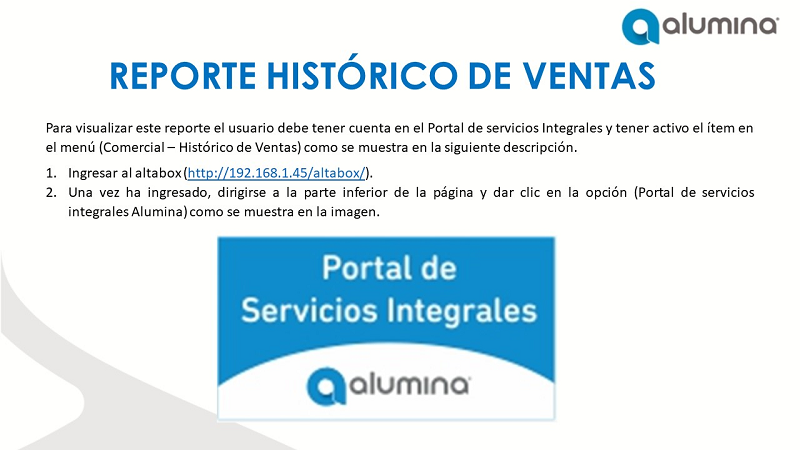 alumina
REPORTE HISTÓRICO DE VENTAS
Para visualizar este reporte el usuario debe tener cuenta en el Portal de servicios Integrales y tener activo el ítem en
el menú (Comercial – Histórico de Ventas) como se muestra en la siguiente descripción.
1. Ingresar al altabox (http://192.168.1.45/altabox/).
2. Una vez ha ingresado, dirigirse a la parte inferior de la página y dar clic en la opción (Portal de servicios
integrales Alumina) como se muestra en la imagen.
Portal de
Servicios Integrales
alumina